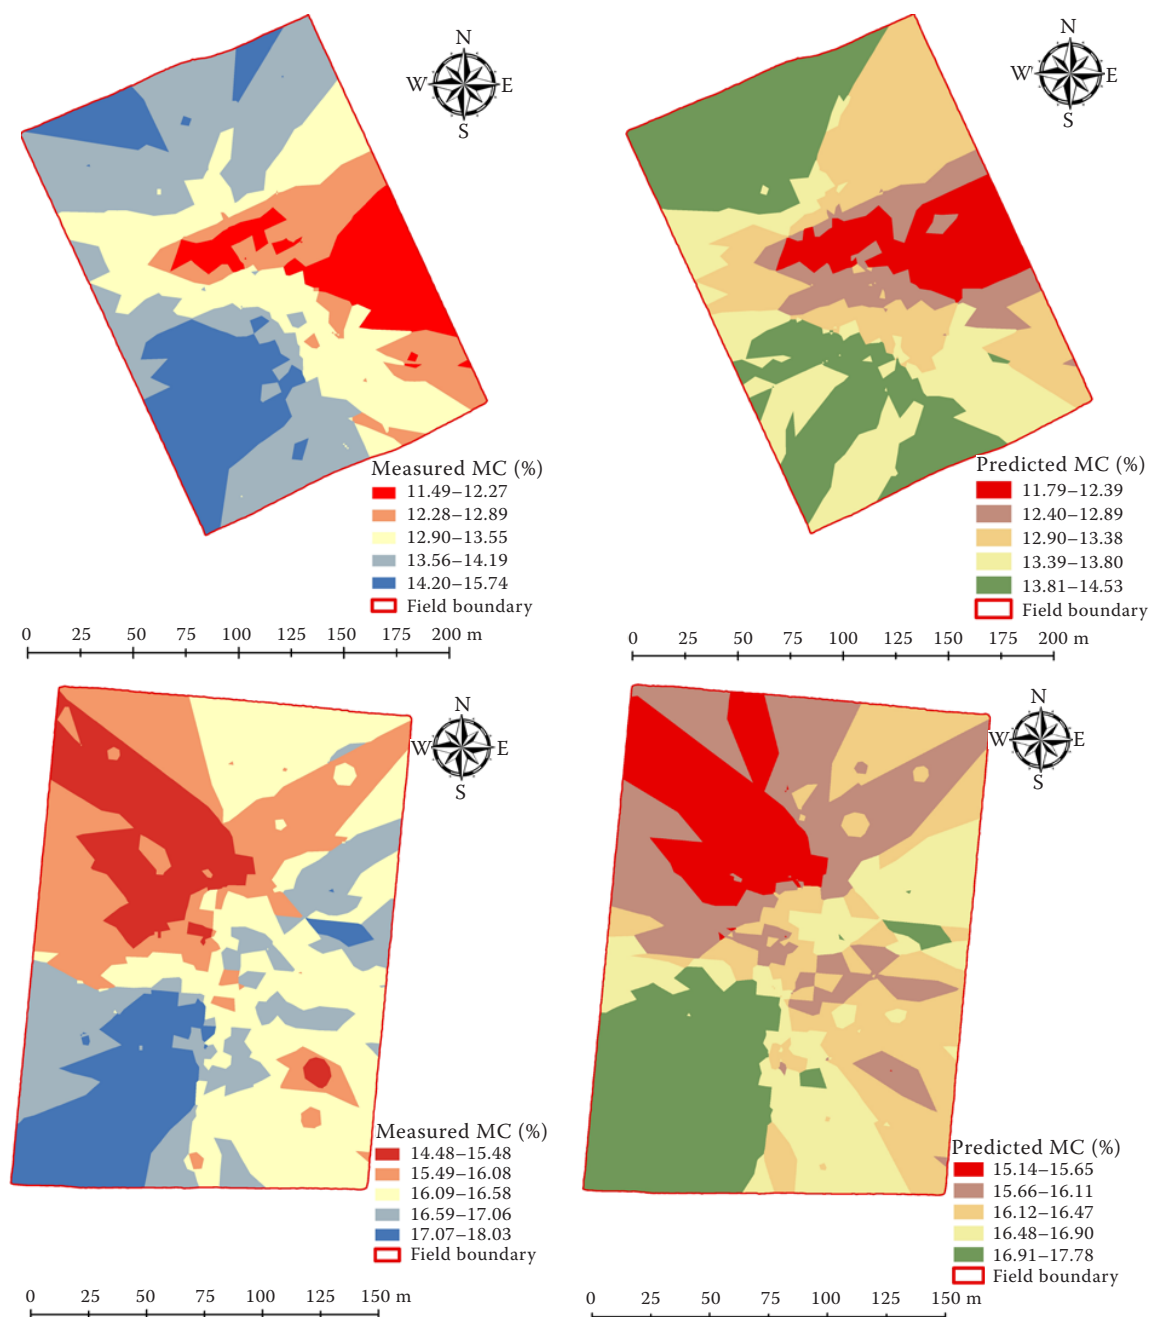 N
W E
S
Measured MC (%)
11.49–12.27
12.28–12.89
12.90–13.55
13.56–14.19
14.20–15.74
Field boundary
0 25 50 75 100 125 150 175 200 m
N
W E
S
Predicted MC (%)
11.79–12.39
12.40–12.89
12.90–13.38
13.39–13.80
13.81–14.53
Field boundary
0 25 50 75 100 125 150 175 200 m
N
W E
S
Measured MC (%)
14.48–15.48
15.49–16.08
16.09–16.58
16.59–17.06
17.07–18.03
Field boundary
0 25 50 75 100 125 150 m
N
W E
S
Predicted MC (%)
15.14–15.65
15.66–16.11
16.12–16.47
16.48–16.90
16.91–17.78
Field boundary
0 25 50 75 100 125 150 m